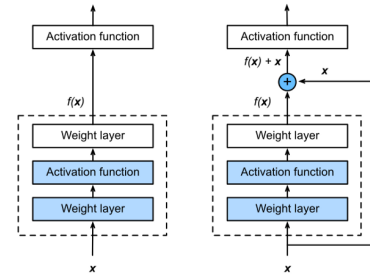 Activation function
f(x)
Weight layer
Activation function
Weight layer
x
Activation function
f(x) + x
x
+
f(x)
Weight layer
Activation function
Weight layer
x